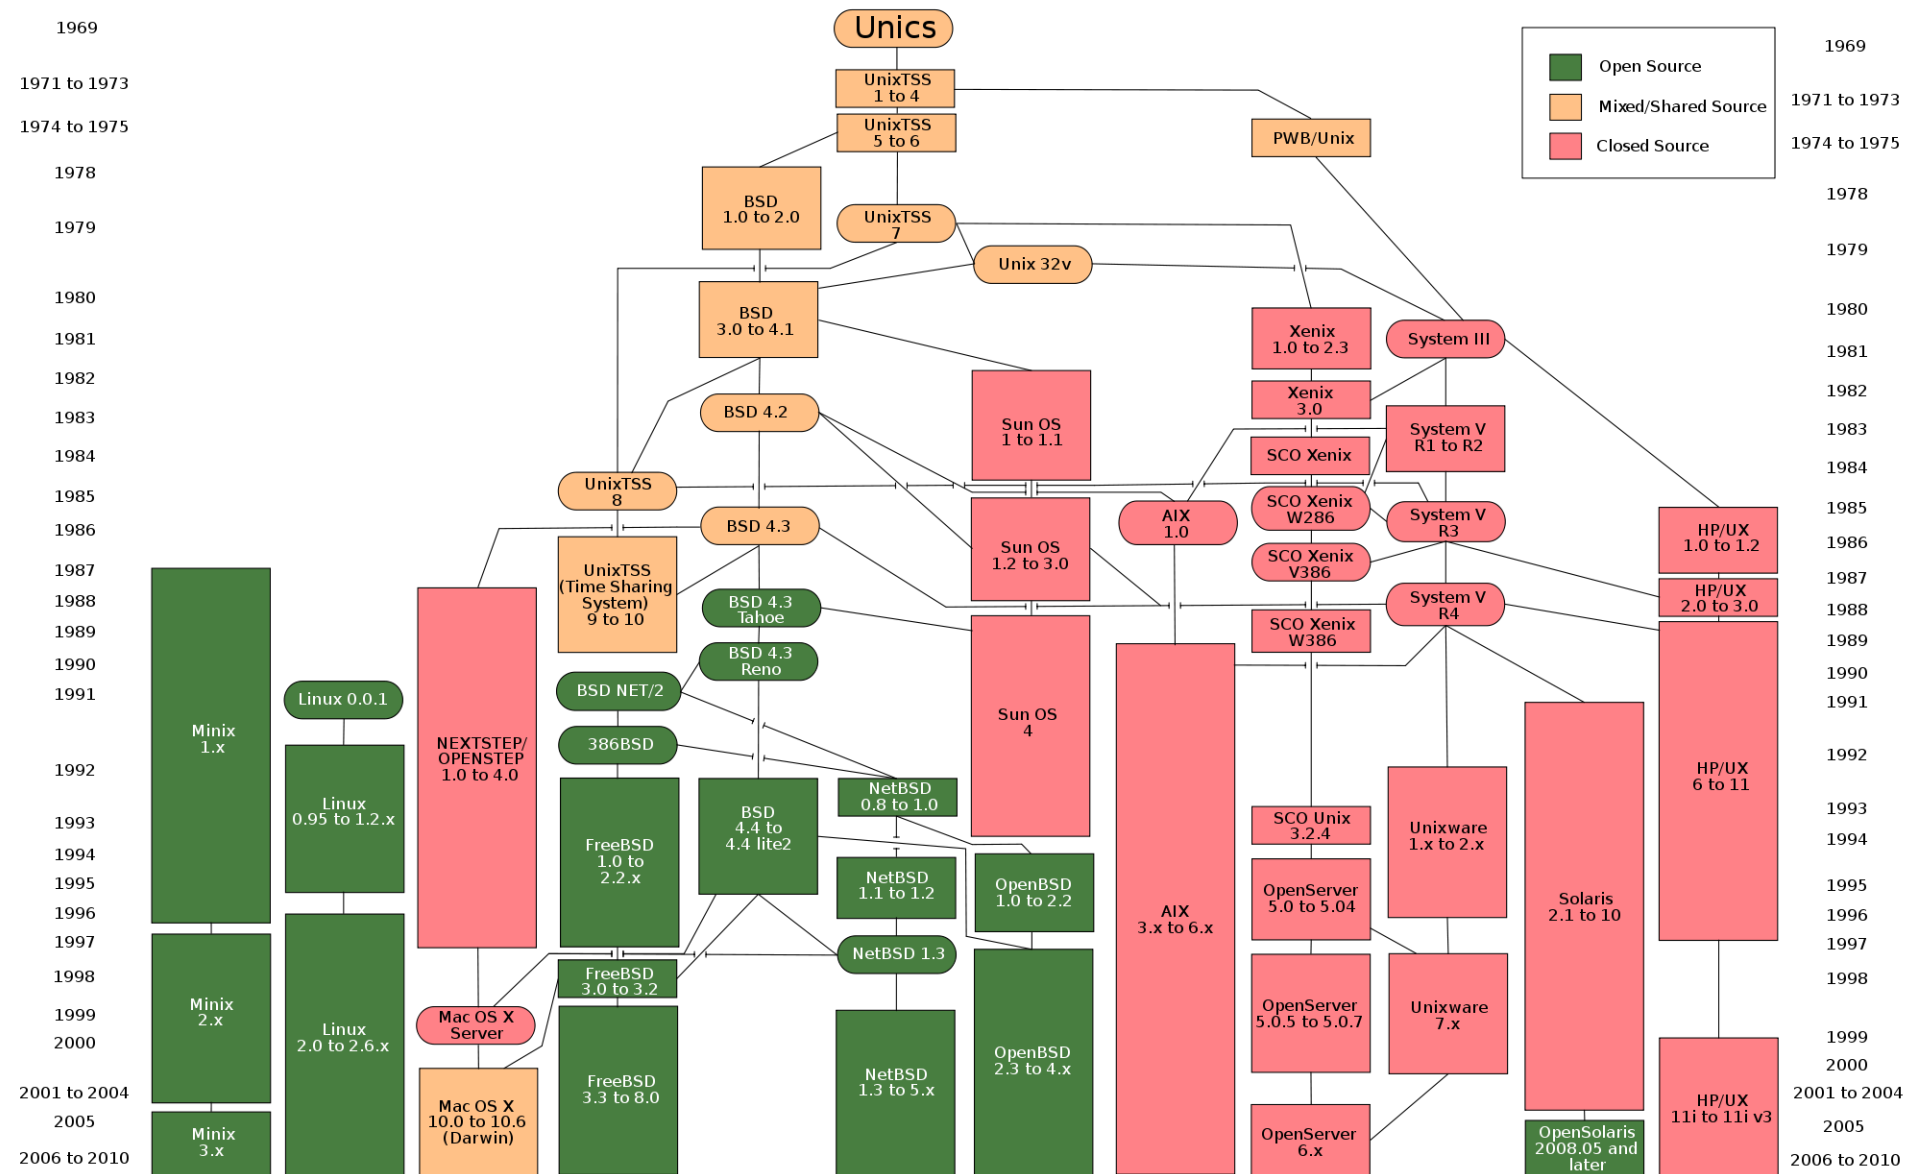 Unics
1969
1971 to 1973
1974 to 1975
1978
1979
1980
1981
1982
1983
1984
1985
1986
1987
1988
1989
1990
1991
1992
1993
1994
1995
1996
1997
1998
1999
2000
2001 to 2004
2005
2006 to 2010
UnixTSS
1 to 4
UnixTSS
5 to 6
PWB/Unix
BSD
1.0 to 2.0
UnixTSS
7
Unix 32v
BSD
3.0 to 4.1
Xenix
1.0 to 2.3
System III
Xenix
3.0
BSD 4.2
Sun OS
1 to 1.1
System V
R1 to R2
SCO Xenix
UnixTSS
8
SCO Xenix
W286
BSD 4.3
AIX
1.0
System V
R3
HP/UX
1.0 to 1.2
Sun OS
1.2 to 3.0
SCO Xenix
V386
UnixTSS
(Time Sharing
System)
9 to 10
HP/UX
2.0 to 3.0
BSD 4.3
Tahoe
System V
R4
SCO Xenix
W386
BSD 4.3
Reno
BSD NET/2
Linux 0.0.1
Minix
1.x
386BSD
Sun OS
4
NEXTSTEP/
OPENSTEP
1.0 to 4.0
HP/UX
6 to 11
NetBSD
0.8 to 1.0
Linux
0.95 to 1.2.x
BSD
4.4 to
4.4 lite2
SCO Unix
3.2.4
Unixware
1.x to 2.x
FreeBSD
1.0 to
2.2.x
NetBSD
1.1 to 1.2
OpenBSD
1.0 to 2.2
OpenServer
5.0 to 5.04
Solaris
2.1 to 10
AIX
3.x to 6.x
NetBSD 1.3
FreeBSD
3.0 to 3.2
Minix
2.x
Mac OS X
Server
Linux
2.0 to 2.6.x
OpenServer
5.0.5 to 5.0.7
Unixware
7.x
OpenBSD
2.3 to 4.x
FreeBSD
3.3 to 8.0
NetBSD
1.3 to 5.x
Mac OS X
10.0 to 10.6
(Darwin)
HP/UX
11i to 11i v3
Minix
3.x
OpenServer
6.x
OpenSolaris
2008.05 and
later
Open Source
Mixed/Shared Source
Closed Source
1969
1971 to 1973
1974 to 1975
1978
1979
1980
1981
1982
1983
1984
1985
1986
1987
1988
1989
1990
1991
1992
1993
1994
1995
1996
1997
1998
1999
2000
2001 to 2004
2005
2006 to 2010